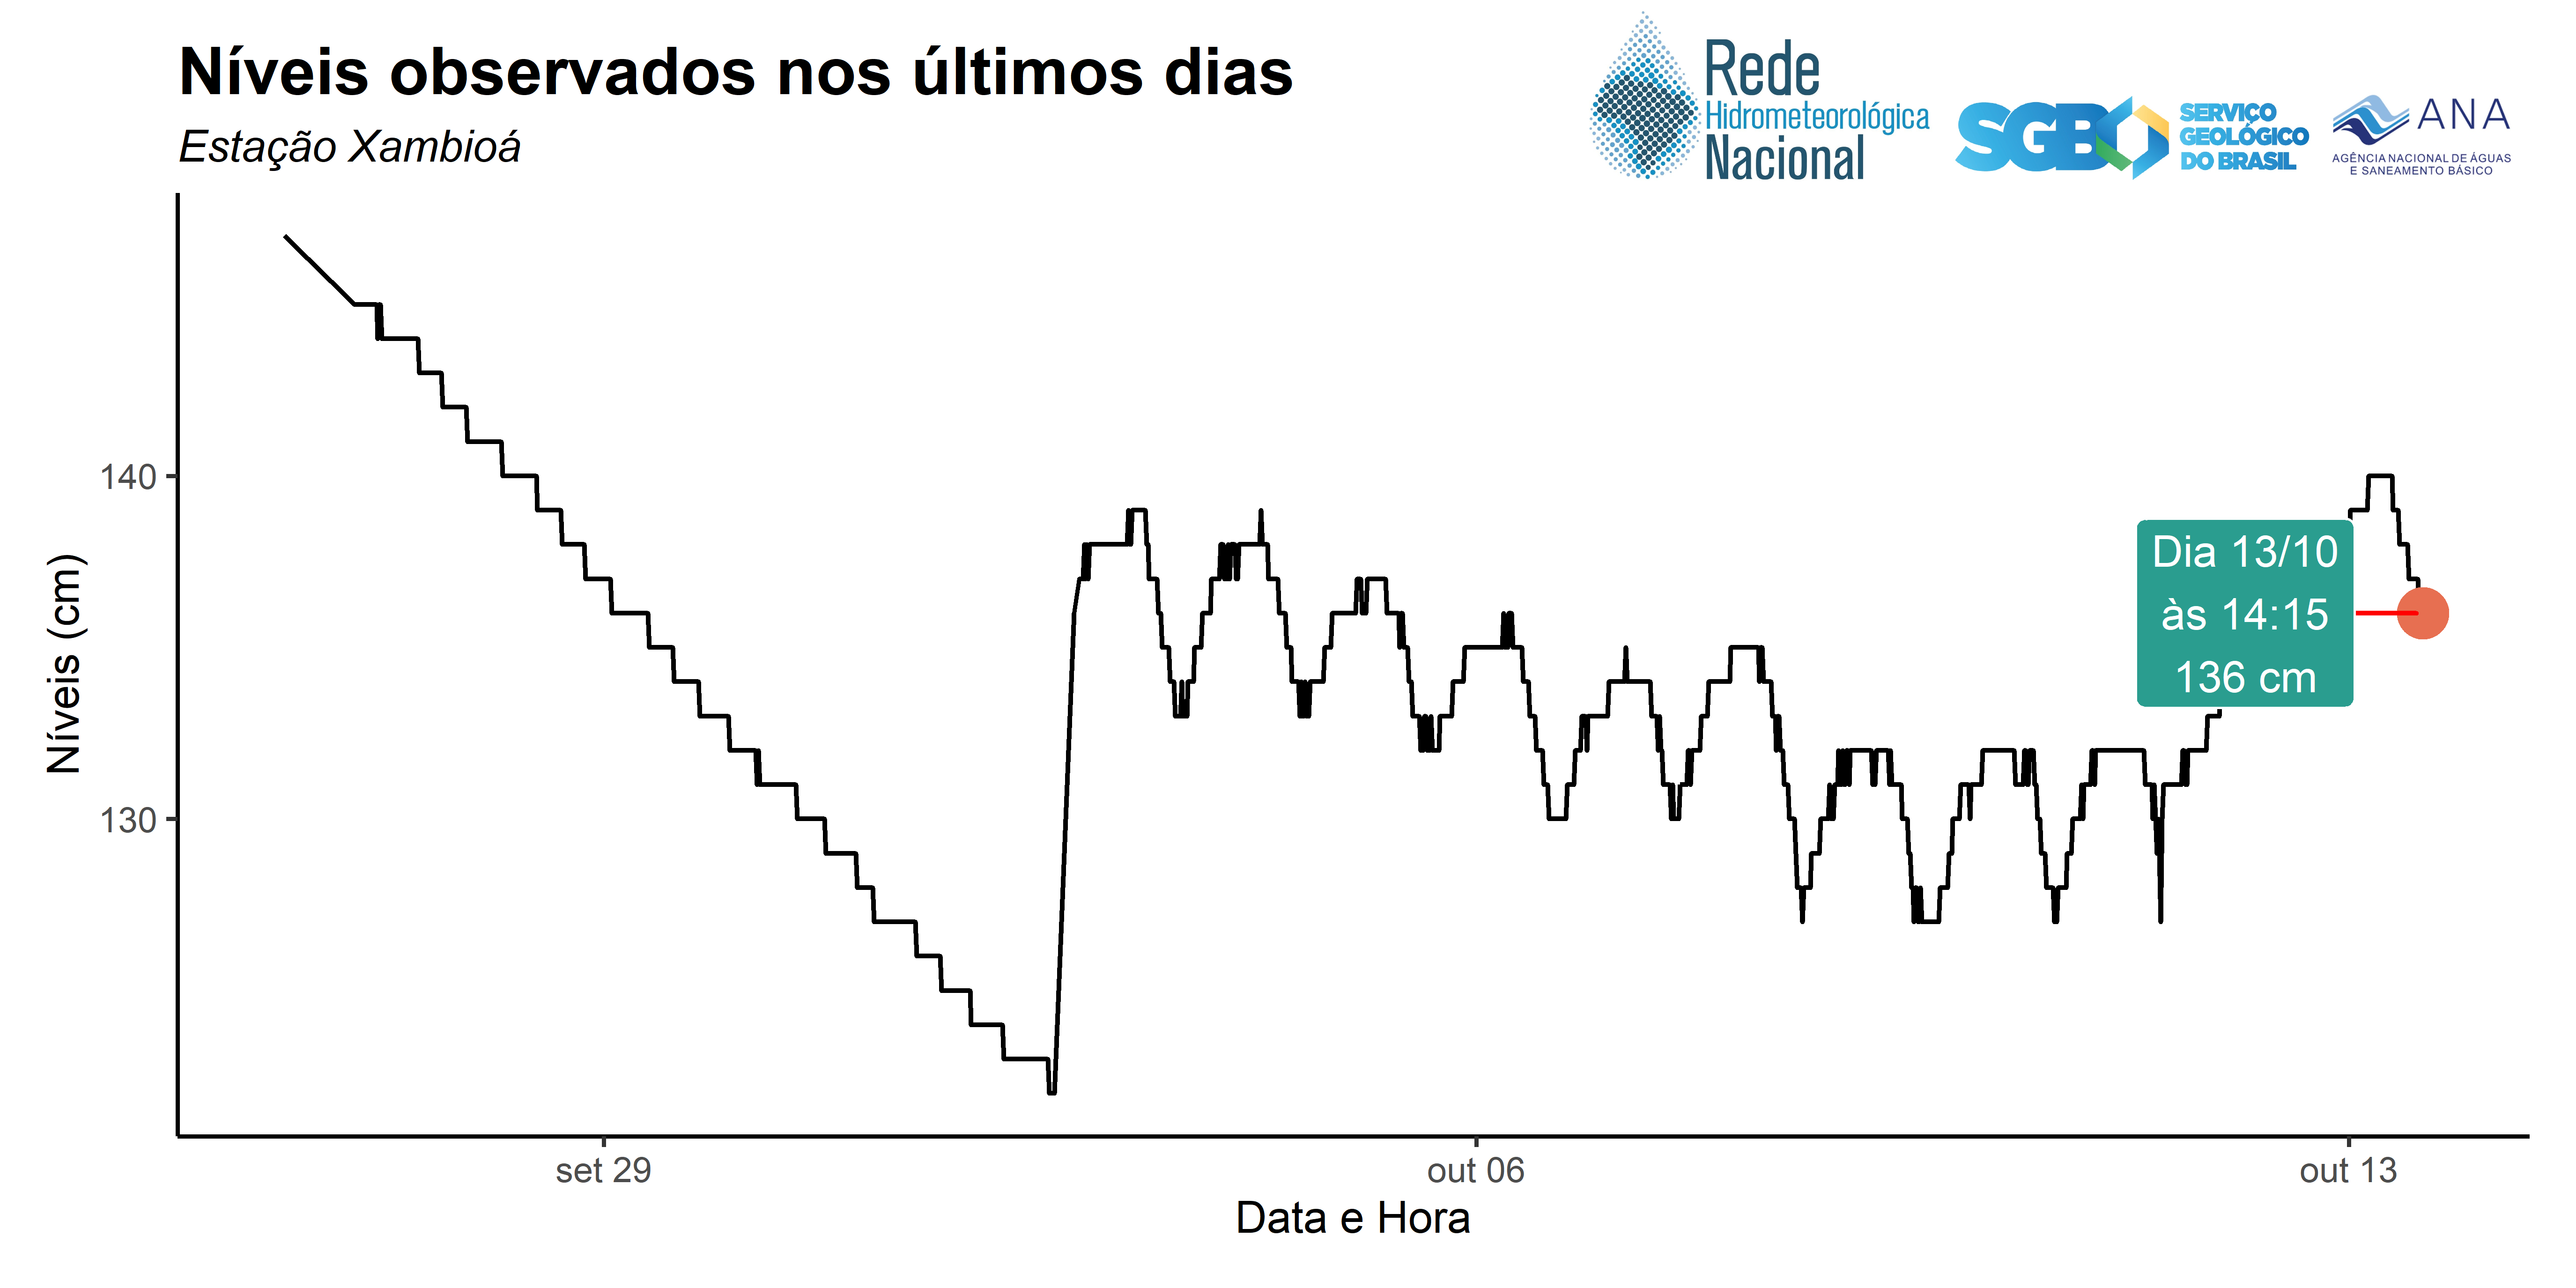 Níveis observados nos últimos dias
Estação Xambioá
Rede
Hidrometeorológica
Nacional
SGB
SERVIÇO
GEOLÓGICO
DO BRASIL
ANA
AGÊNCIA NACIONAL DE ÁGUAS
E SANEAMENTO BÁSICO
Níveis (cm)
140
130
Dia 13/10
às 14:15
136 cm
set 29
out 06
out 13
Data e Hora